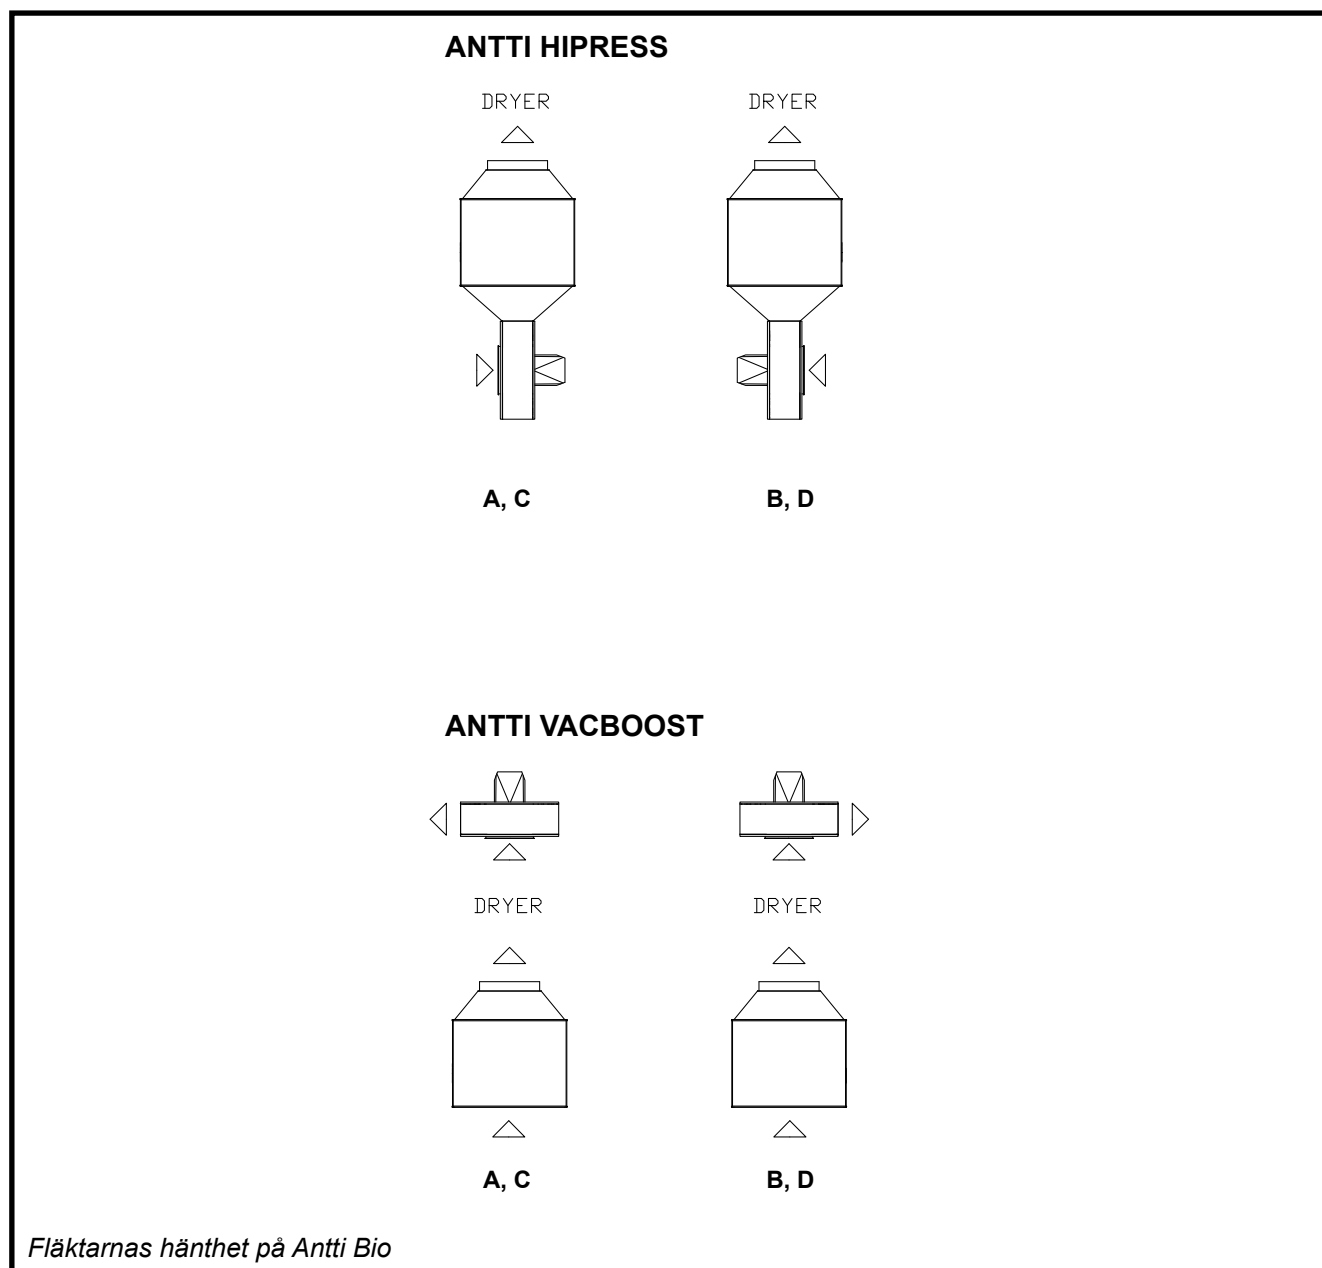 ANTTI HIPRESS
DRYER DRYER
A, C B, D
ANTTI VACBOOST
DRYER DRYER
A, C B, D
Fläktarnas hänthet på Antti Bio